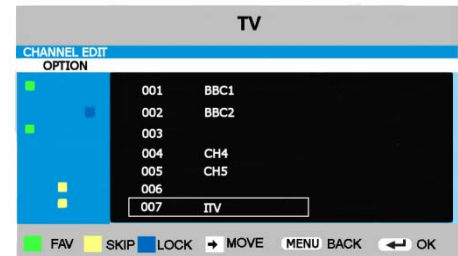 TV
CHANNEL EDIT
OPTION
001 BBC1
002 BBC2
003
004 CH4
005 CH5
006
007 ITV
FAV SKIP LOCK MOVE MENU BACK OK